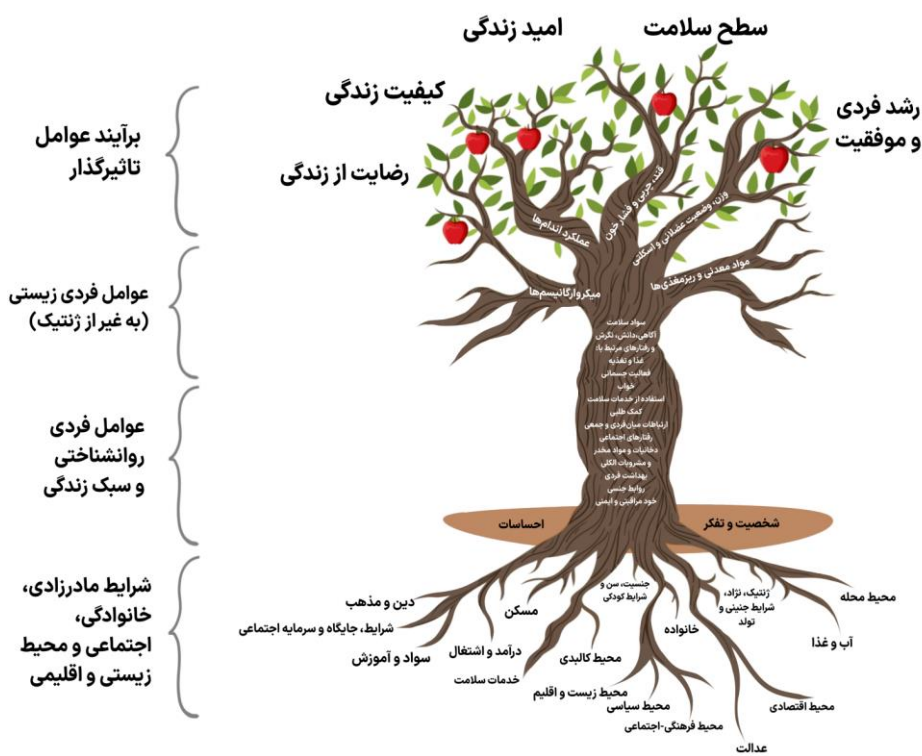 سطح سلامت
امید زندگی
کیفیت زندگی
رضایت از زندگی
رشد فردی
و موفقیت
برآیند عوامل
تاثیرگذار
عوامل فردی زیستی
(به غیر از ژنتیک)
عوامل فردی
روانشناختی
و سبک زندگی
شرایط مادرزادی،
خانوادگی،
اجتماعی و محیط
زیستی و اقلیمی
قند، چربی و فشار خون
وزن، وضعیت عضلانی و اسکلتی
عملکرد اندام‌ها
مواد معدنی و ریزمغذی‌ها
میکروارگانیسم‌ها
سواد سلامت
آگاهی، دانش، نگرش
و رفتارهای مرتبط با:
غذا و تغذیه
فعالیت جسمانی
خواب
استفاده از خدمات سلامت
کمک طلبی
ارتباطات میان‌فردی و جمعی
رفتارهای اجتماعی
دخانیات و مواد مخدر
و مشروبات الکلی
بهداشت فردی
روابط جنسی
خود مراقبتی و ایمنی
شخصیت و تفکر
احساسات
محیط محله
آب و غذا
ژنتیک، نژاد،
شرایط جنینی و
تولد
محیط اقتصادی
عدالت
خانواده
جنسیت، سن و
شرایط کودکی
محیط فرهنگی-اجتماعی
محیط سیاسی
محیط زیست و اقلیم
محیط کالبدی
مسکن
خدمات سلامت
درآمد و اشتغال
سواد و آموزش
شرایط، جایگاه و سرمایه اجتماعی
دین و مذهب